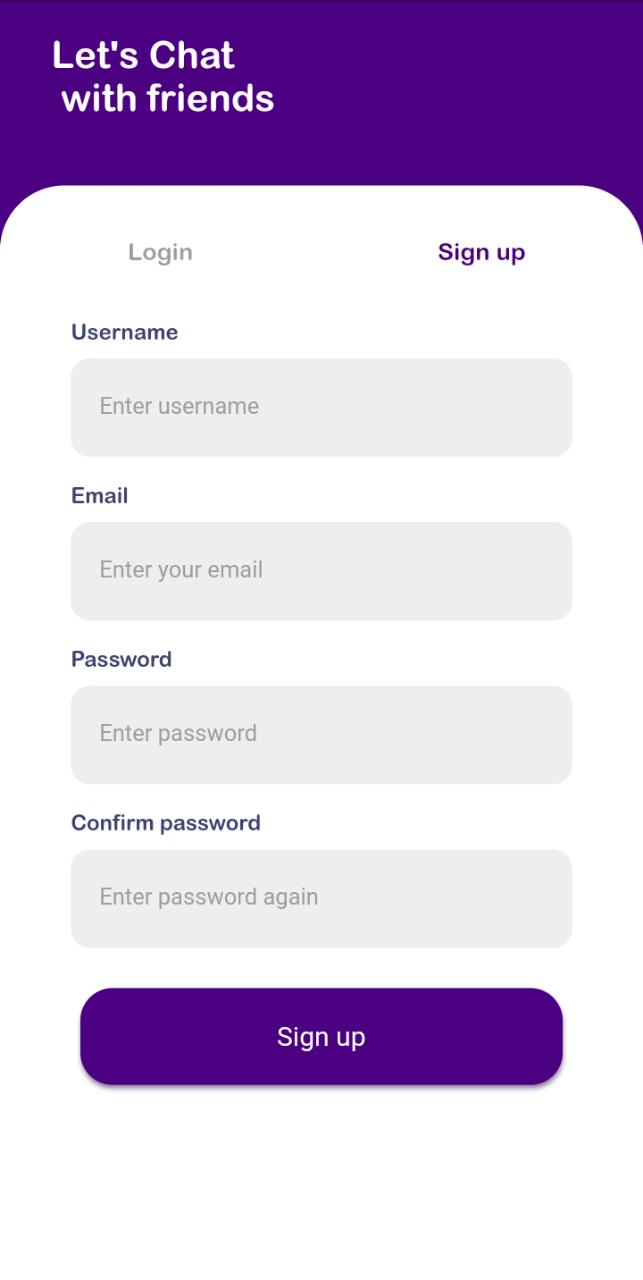 Let's Chat
with friends
Login Sign up
Username
Enter username
Email
Enter your email
Password
Enter password
Confirm password
Enter password again
Sign up